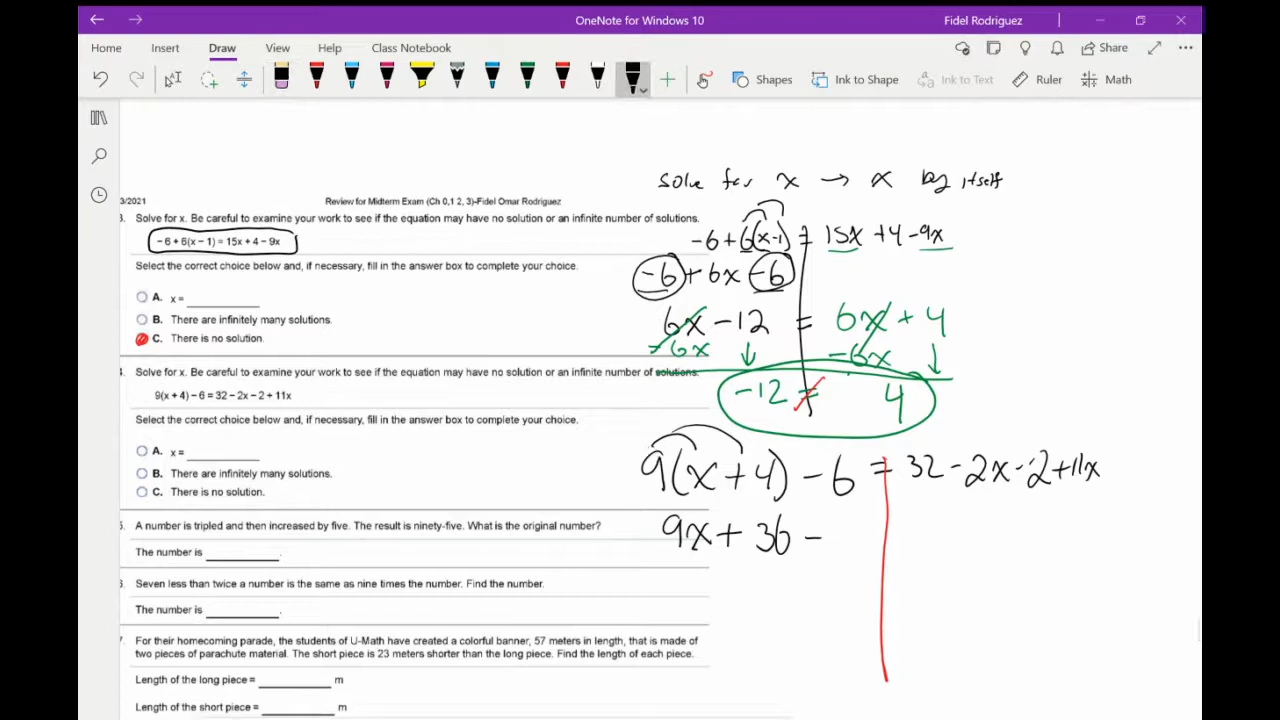 OneNote for Windows 10
Fidel Rodriguez
Home Insert Draw View Help Class Notebook Share
Shapes Ink to Shape Ink to Text Ruler Math
solve for x → x by itself
3/2021 Review for Midterm Exam (Ch 0,1 2, 3)-Fidel Omar Rodriguez
3. Solve for x. Be careful to examine your work to see if the equation may have no solution or an infinite number of solutions.
− 6 + 6(x − 1) = 15x + 4 − 9x
Select the correct choice below and, if necessary, fill in the answer box to complete your choice.
A. x =
B. There are infinitely many solutions.
C. There is no solution.
-6+6(x-1) = 15x +4-9x
-6 + 6x -6
6x -12 = 6x + 4
-6x -6x
-12 = 4
4. Solve for x. Be careful to examine your work to see if the equation may have no solution or an infinite number of solutions.
9(x + 4) − 6 = 32 − 2x − 2 + 11x
Select the correct choice below and, if necessary, fill in the answer box to complete your choice.
A. x =
B. There are infinitely many solutions.
C. There is no solution.
9(x+4) - 6 = 32 - 2x - 2 + 11x
9x + 36 -
5. A number is tripled and then increased by five. The result is ninety-five. What is the original number?
The number is .
6. Seven less than twice a number is the same as nine times the number. Find the number.
The number is .
7. For their homecoming parade, the students of U-Math have created a colorful banner, 57 meters in length, that is made of
two pieces of parachute material. The short piece is 23 meters shorter than the long piece. Find the length of each piece.
Length of the long piece = m
Length of the short piece = m